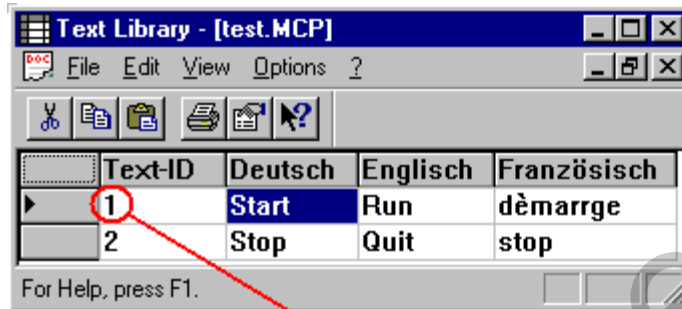 Text Library - [test.MCP]
DOC File Edit View Options ?
Text-ID Deutsch Englisch Französisch
1 Start Run dèmarrge
2 Stop Quit stop
For Help, press F1.